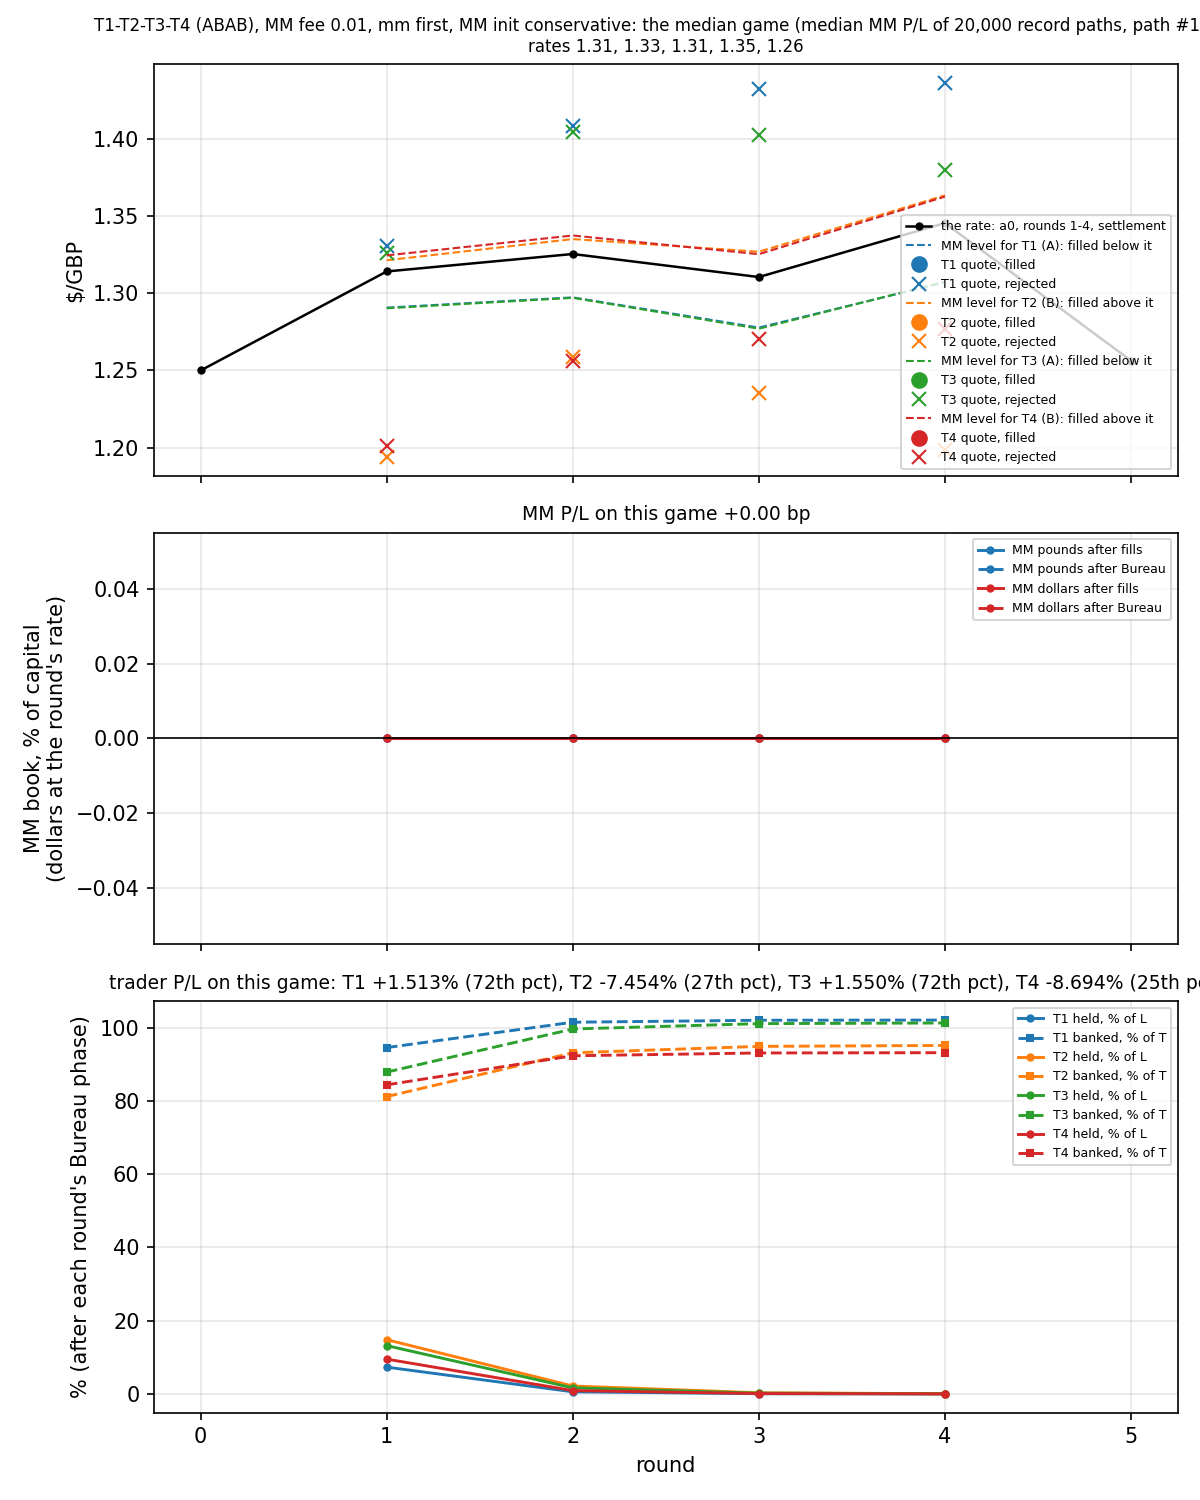 T1-T2-T3-T4 (ABAB), MM fee 0.01, mm first, MM init conservative: the median game (median MM P/L of 20,000 record paths, path #1
rates 1.31, 1.33, 1.31, 1.35, 1.26
1.40
1.35
1.30
1.25
1.20
$/GBP
the rate: a0, rounds 1-4, settlement
MM level for T1 (A): filled below it
T1 quote, filled
T1 quote, rejected
MM level for T2 (B): filled above it
T2 quote, filled
T2 quote, rejected
MM level for T3 (A): filled below it
T3 quote, filled
T3 quote, rejected
MM level for T4 (B): filled above it
T4 quote, filled
T4 quote, rejected
MM P/L on this game +0.00 bp
0.04
0.02
0.00
−0.02
−0.04
MM book, % of capital
(dollars at the round's rate)
MM pounds after fills
MM pounds after Bureau
MM dollars after fills
MM dollars after Bureau
trader P/L on this game: T1 +1.513% (72th pct), T2 -7.454% (27th pct), T3 +1.550% (72th pct), T4 -8.694% (25th p
100
80
60
40
20
0
% (after each round's Bureau phase)
T1 held, % of L
T1 banked, % of T
T2 held, % of L
T2 banked, % of T
T3 held, % of L
T3 banked, % of T
T4 held, % of L
T4 banked, % of T
0 1 2 3 4 5
round